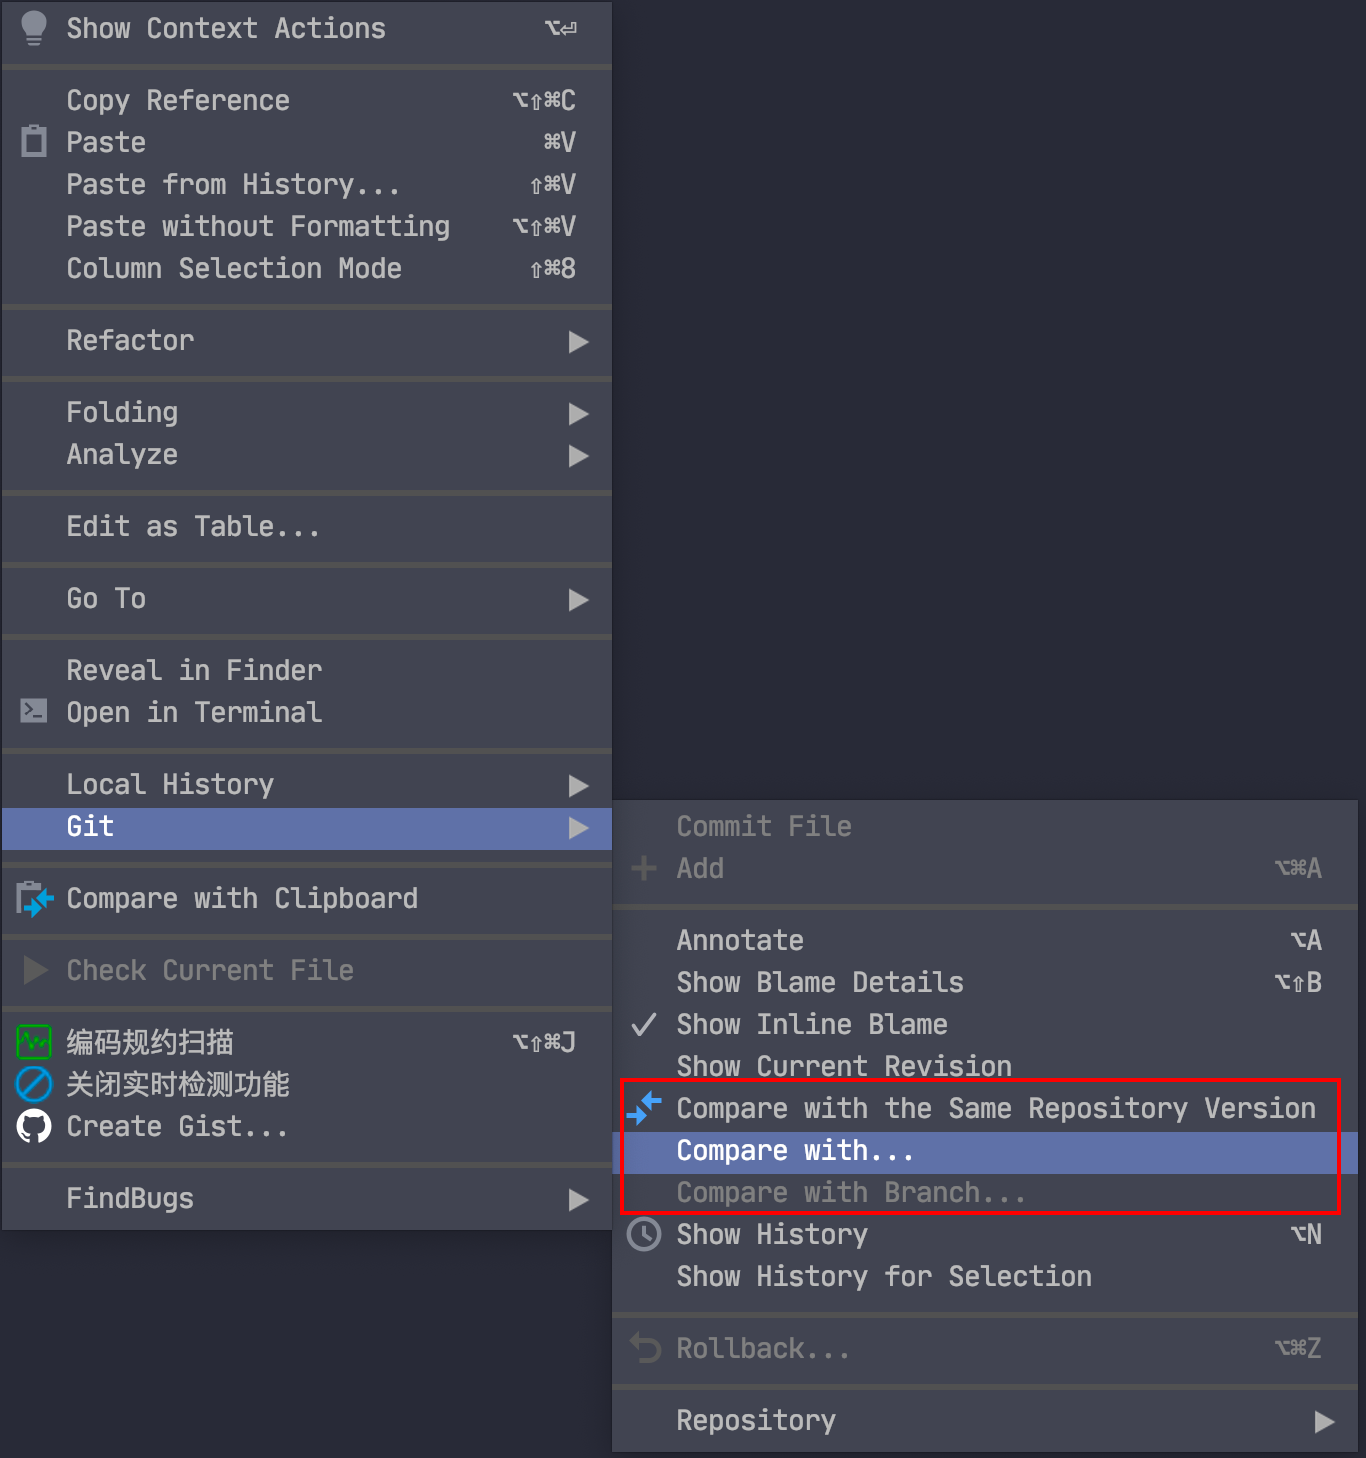 Show Context Actions ⌥⏎
Copy Reference ⌥⇧⌘C
Paste ⌘V
Paste from History... ⇧⌘V
Paste without Formatting ⌥⇧⌘V
Column Selection Mode ⇧⌘8
Refactor
Folding
Analyze
Edit as Table...
Go To
Reveal in Finder
Open in Terminal
Local History
Git
Compare with Clipboard
Check Current File
编码规约扫描 ⌥⇧⌘J
关闭实时检测功能
Create Gist...
FindBugs
Commit File
Add ⌥⌘A
Annotate ⌥A
Show Blame Details ⌥⇧B
Show Inline Blame
Show Current Revision
Compare with the Same Repository Version
Compare with...
Compare with Branch...
Show History ⌥N
Show History for Selection
Rollback... ⌥⌘Z
Repository